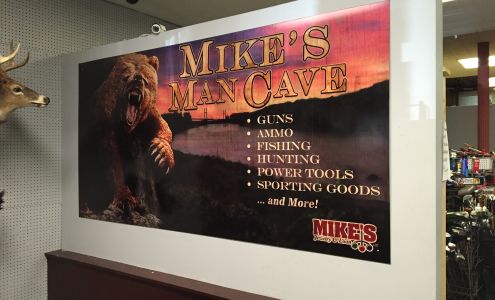 MIKE'S
MAN CAVE
• GUNS
• AMMO
• FISHING
• HUNTING
• POWER TOOLS
• SPORTING GOODS
... and More!
MIKE'S